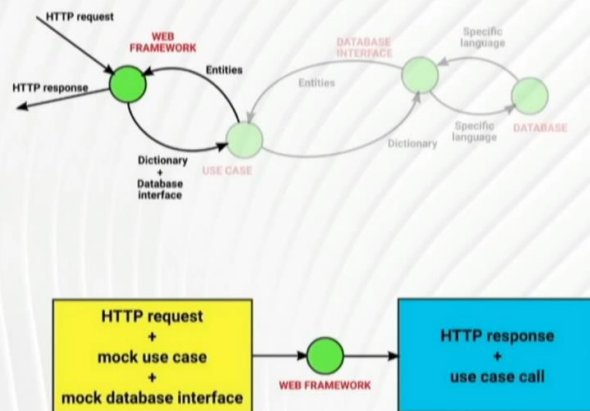 HTTP request
WEB
FRAMEWORK
HTTP response
Entities
Dictionary
+
Database
interface
USE CASE
DATABASE
INTERFACE
Entities
Dictionary
Specific
language
Specific
language
DATABASE
HTTP request
+
mock use case
+
mock database interface
WEB FRAMEWORK
HTTP response
+
use case call